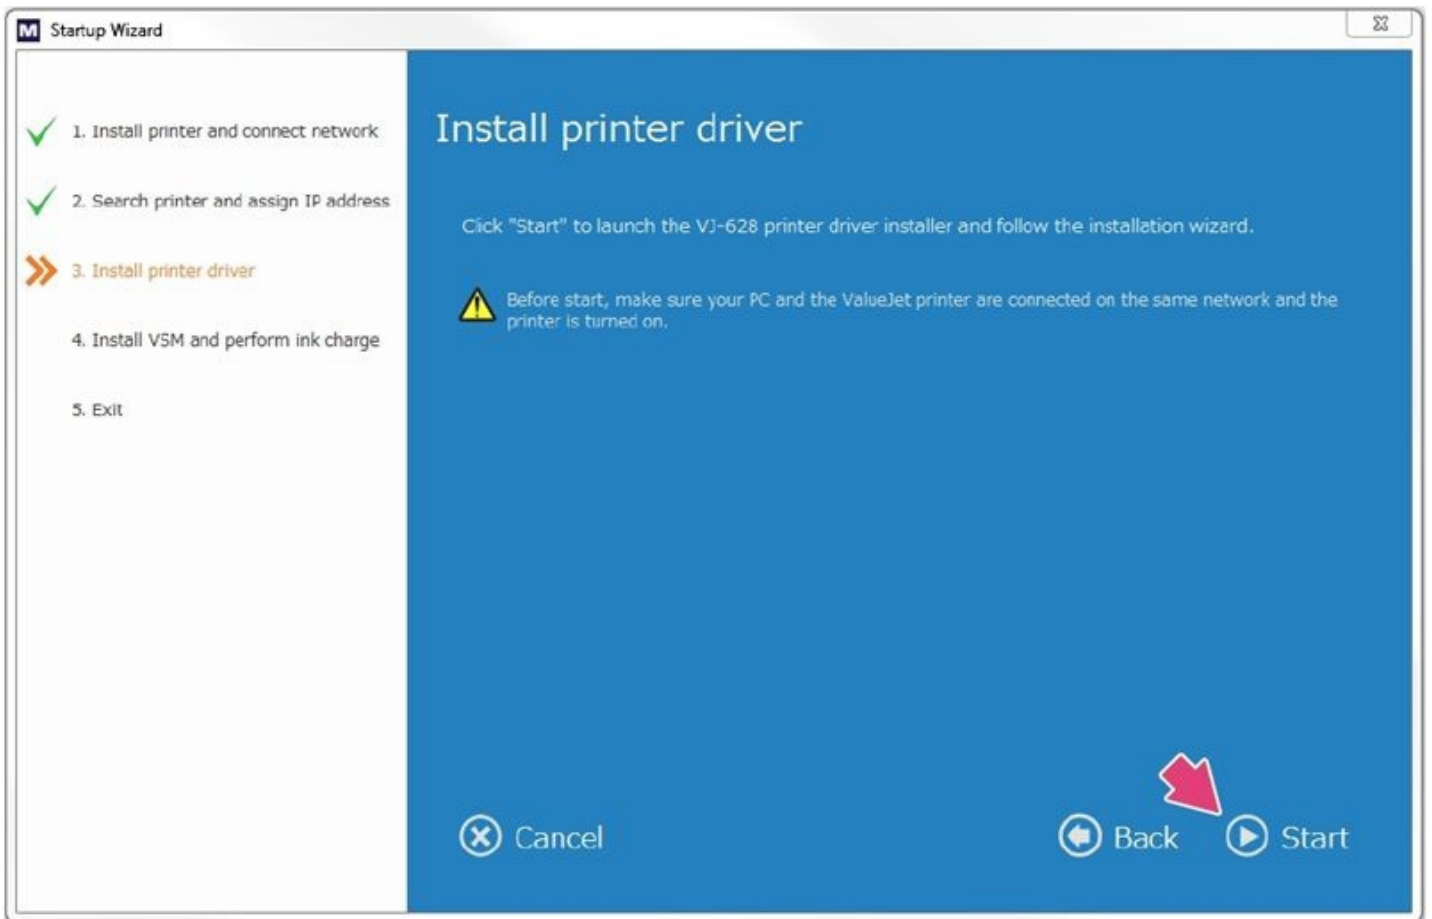 M Startup Wizard
1. Install printer and connect network
2. Search printer and assign IP address
3. Install printer driver
4. Install VSM and perform ink charge
5. Exit
Install printer driver
Click "Start" to launch the VJ-628 printer driver installer and follow the installation wizard.
Before start, make sure your PC and the ValueJet printer are connected on the same network and the
printer is turned on.
Cancel
Back
Start